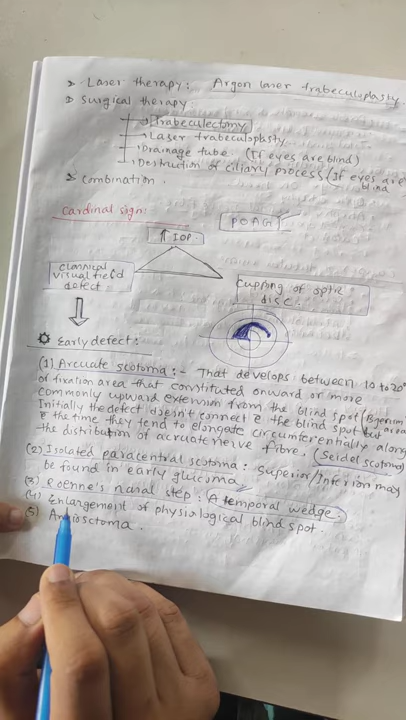 > Laser therapy: Argon laser trabeculoplasty.
> Surgical therapy:
→ Trabeculectomy
→ Laser trabeculoplasty
→ Drainage tube (If eyes are blind)
→ Destruction of ciliary process (If eyes are blind)
> Combination.
Cardinal sign:
POAG
↑ IOP.
Classical visual field defect
Cupping of optic disc
Early defect:
(1) Arcuate scotoma:- That develops between 10 to 20°
of fixation area that constituted onward or more
commonly upward extension from the blind spot
Initially the defect doesn't connect c̄ the blind spot but
c̄ the time they tend to elongate circumferentially along
the distribution of acruate nerve fibre. (Seidel scotoma)
(2) Isolated paracentral scotoma: superior/Inferior may
be found in early glucoma
(3) Roenne's nasal step: A temporal wedge.
(4) Enlargement of physiological blind spot.
(5) Angiosctoma.